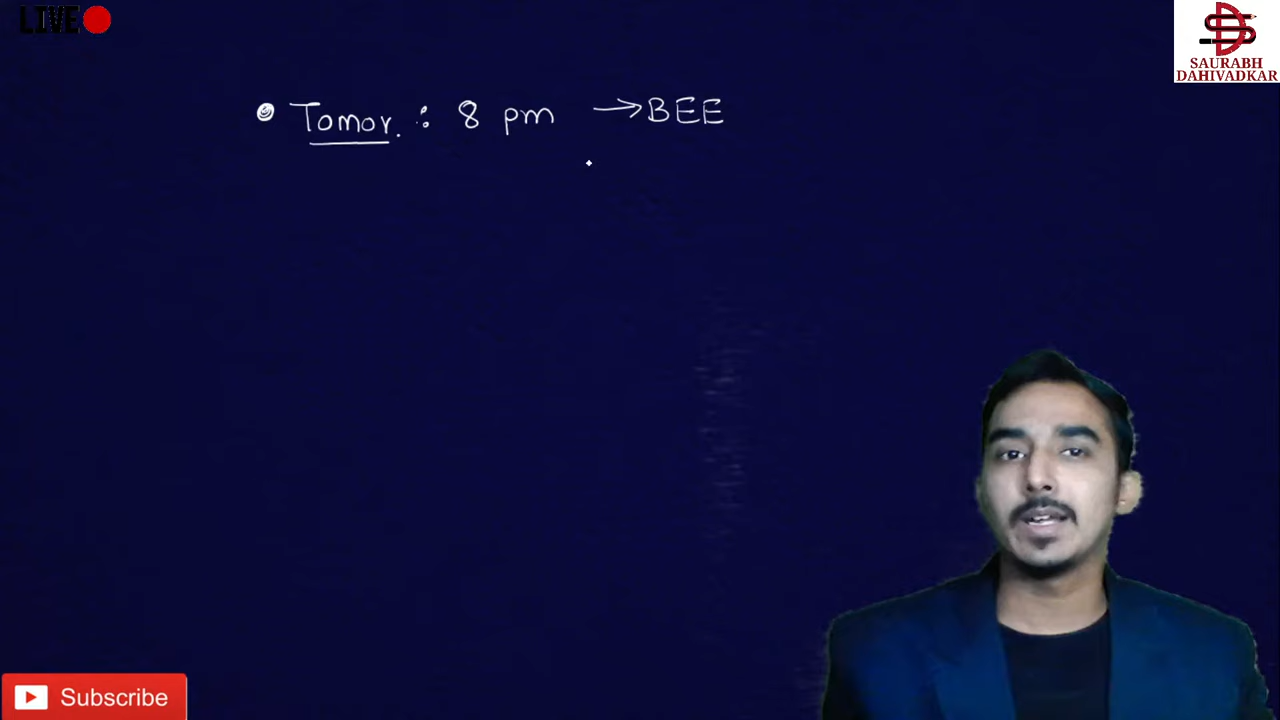 LIVE
SAURABH
DAHIVADKAR
Tomor. : 8 pm → BEE
Subscribe